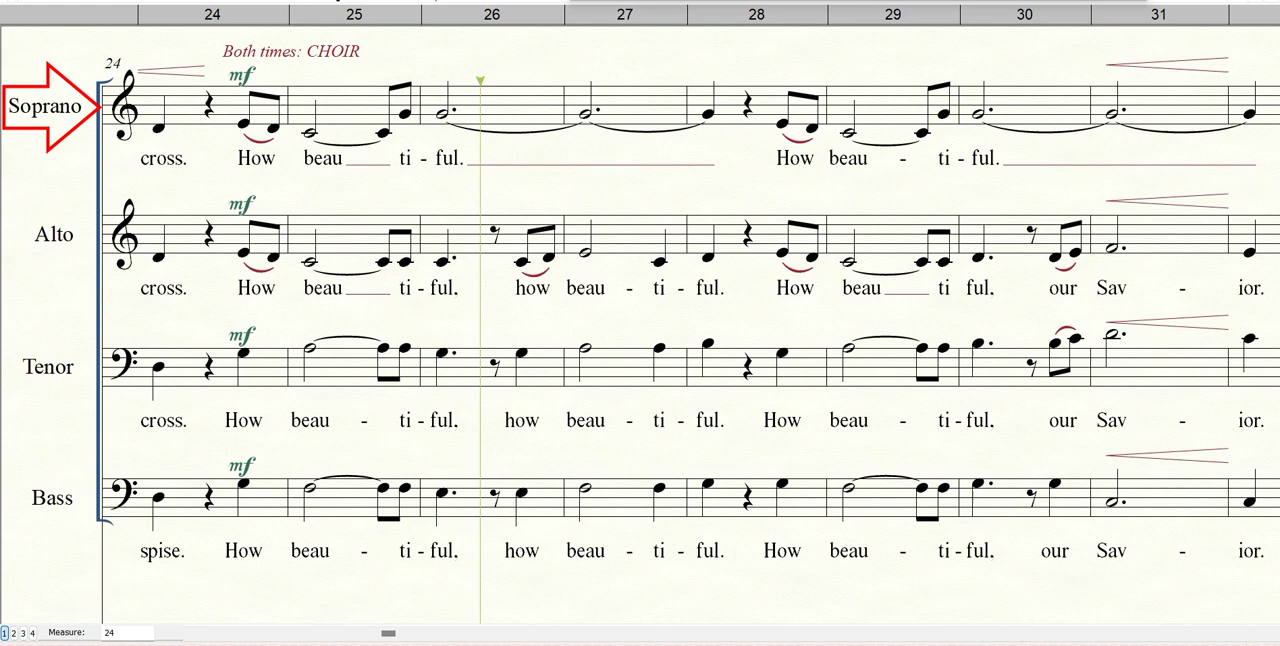 24 25 26 27 28 29 30 31
Both times: CHOIR
24
mf
Soprano
cross. How beau ti - ful. How beau - ti - ful.
mf
Alto
cross. How beau ti - ful, how beau - ti - ful. How beau ti ful, our Sav - ior.
mf
Tenor
cross. How beau - ti - ful, how beau - ti - ful. How beau - ti - ful, our Sav - ior.
mf
Bass
spise. How beau - ti - ful, how beau - ti - ful. How beau - ti - ful, our Sav - ior.
1 2 3 4 Measure: 24